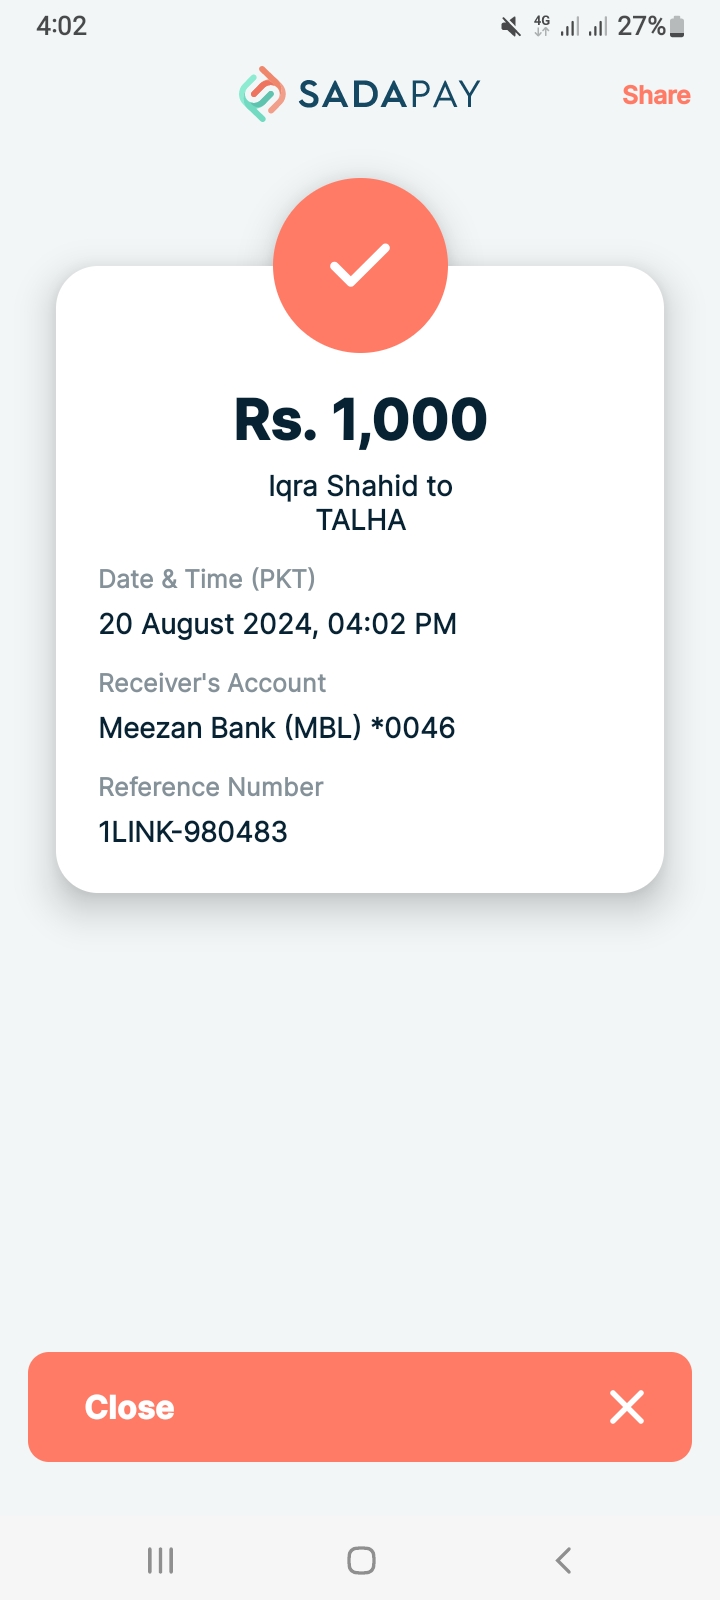 4:02
4G
27%
SADAPAY
Share
Rs. 1,000
Iqra Shahid to
TALHA
Date & Time (PKT)
20 August 2024, 04:02 PM
Receiver's Account
Meezan Bank (MBL) *0046
Reference Number
1LINK-980483
Close